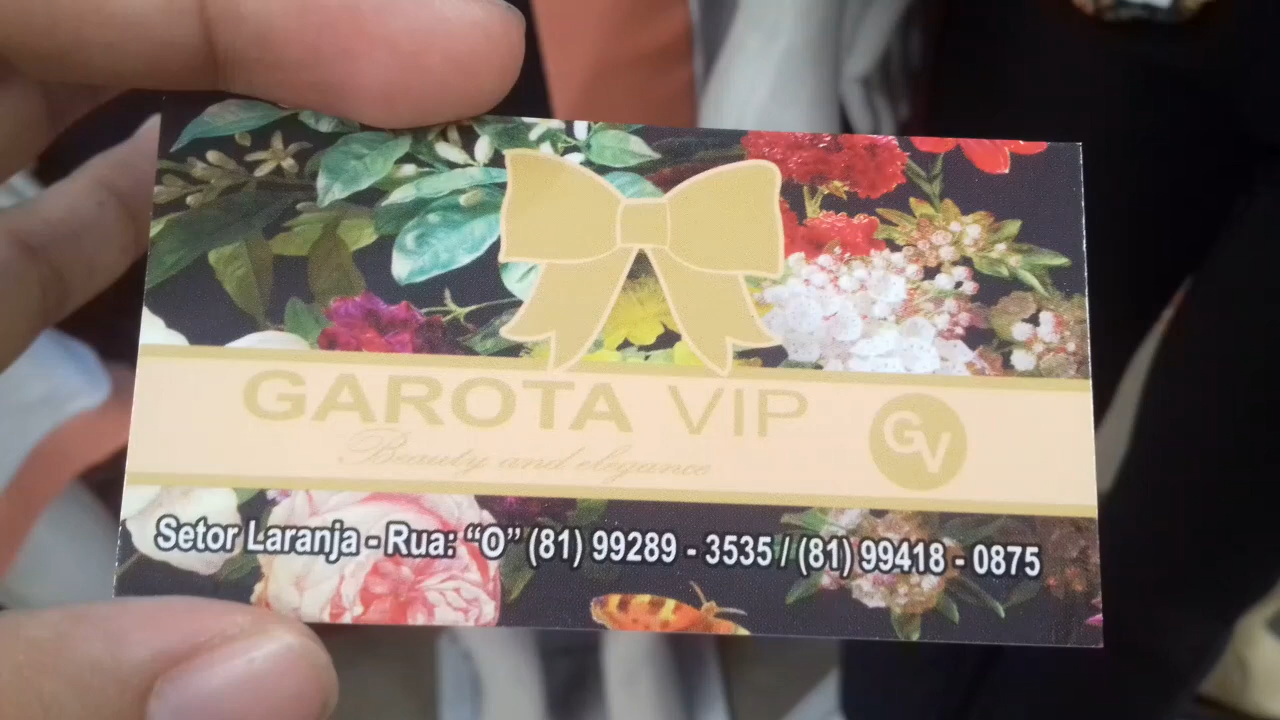 GAROTA VIP
Beauty and elegance
GV
Setor Laranja - Rua: “O” (81) 99289 - 3535 / (81) 99418 - 0875